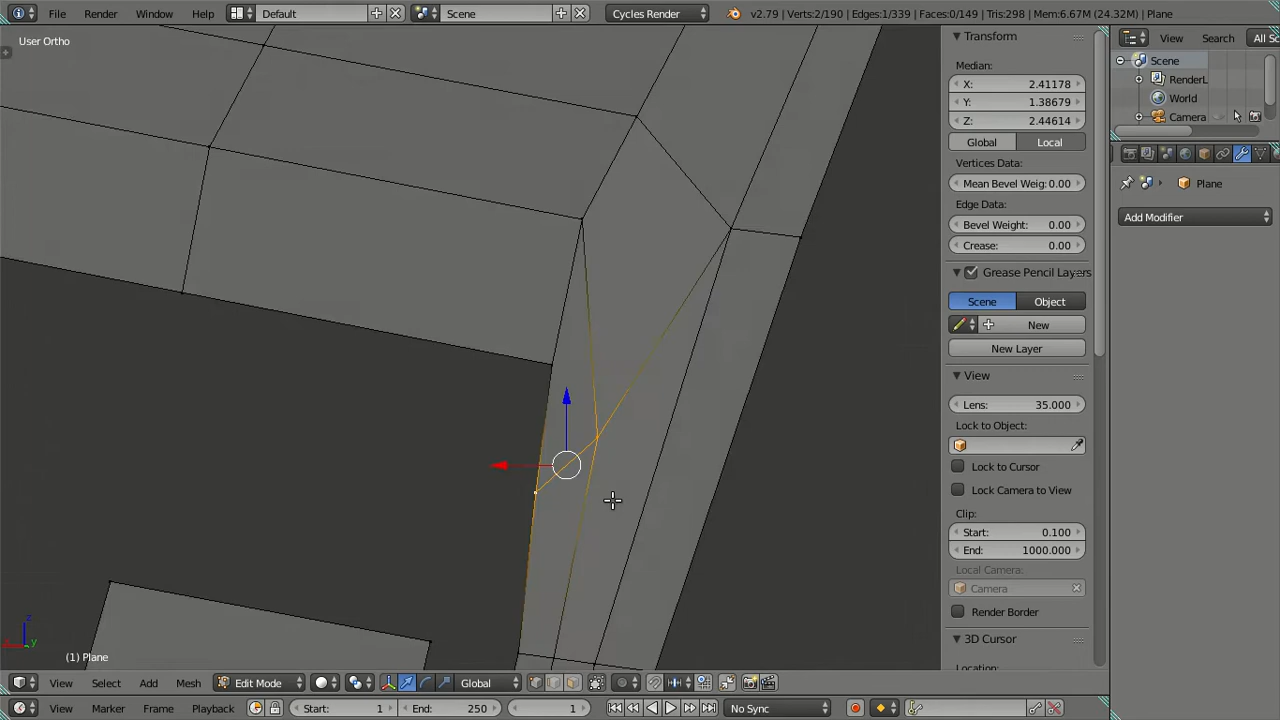 File Render Window Help Default Scene Cycles Render v2.79 | Verts:2/190 | Edges:1/339 | Faces:0/149 | Tris:298 | Mem:6.67M (24.32M) | Plane
User Ortho
Transform
Median:
X: 2.41178
Y: 1.38679
Z: 2.44614
Global Local
Vertices Data:
Mean Bevel Weig: 0.00
Edge Data:
Bevel Weight: 0.00
Crease: 0.00
Grease Pencil Layers
Scene Object
New
New Layer
View
Lens: 35.000
Lock to Object:
Lock to Cursor
Lock Camera to View
Clip:
Start: 0.100
End: 1000.000
Local Camera:
Camera
Render Border
3D Cursor
Location:
View Search All Sc
Scene
RenderL
World
Camera
Plane
Add Modifier
z
x
y
(1) Plane
View Select Add Mesh Edit Mode Global
View Marker Frame Playback Start: 1 End: 250 1 No Sync